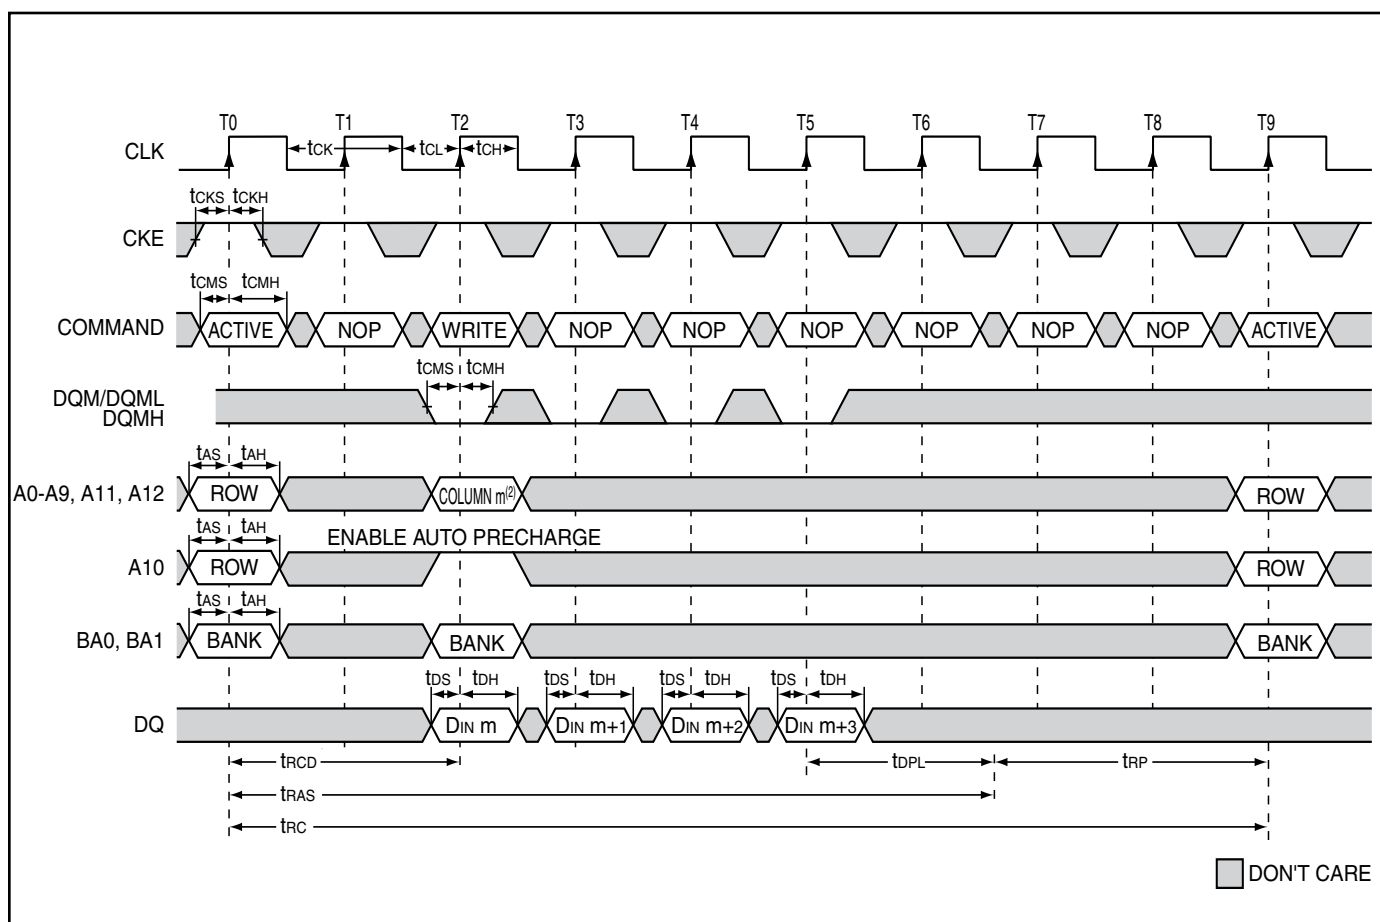 T0 T1 T2 T3 T4 T5 T6 T7 T8 T9
CLK tCK tCL tCH
tCKS tCKH
CKE
tCMS tCMH
COMMAND ACTIVE NOP WRITE NOP NOP NOP NOP NOP NOP ACTIVE
tCMS tCMH
DQM/DQML
DQMH
tAS tAH
A0-A9, A11, A12 ROW COLUMN m(2) ROW
tAS tAH ENABLE AUTO PRECHARGE
A10 ROW ROW
tAS tAH
BA0, BA1 BANK BANK BANK
tDS tDH tDS tDH tDS tDH tDS tDH
DQ DIN m DIN m+1 DIN m+2 DIN m+3
tRCD tDPL tRP
tRAS
tRC
DON'T CARE